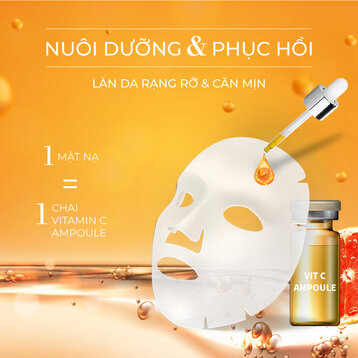 NUÔI DƯỠNG & PHỤC HỒI
LÀN DA RẠNG RỠ & CĂN MỊN
1 MẶT NẠ
=
1 CHAI
VITAMIN C
AMPOULE
VIT C
AMPOULE